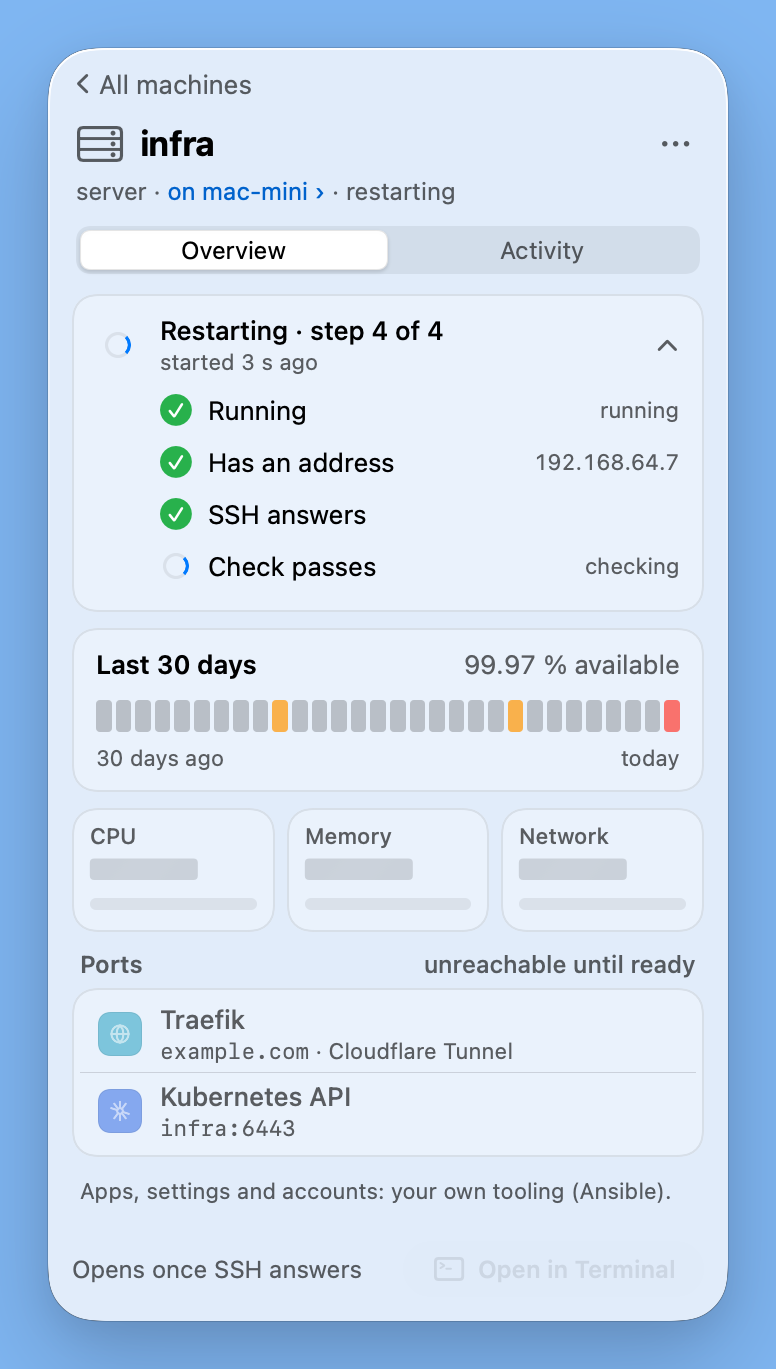 All machines
infra
server · on mac-mini › · restarting
Overview Activity
Restarting · step 4 of 4
started 3 s ago
Running running
Has an address 192.168.64.7
SSH answers
Check passes checking
Last 30 days 99.97 % available
30 days ago today
CPU Memory Network
Ports unreachable until ready
Traefik
example.com · Cloudflare Tunnel
Kubernetes API
infra:6443
Apps, settings and accounts: your own tooling (Ansible).
Opens once SSH answers Open in Terminal